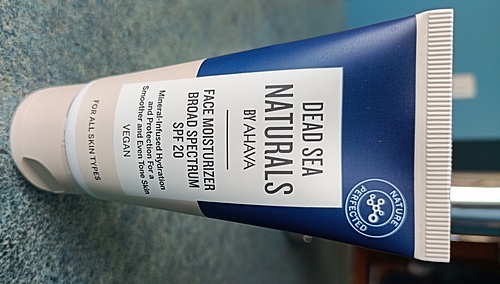 NATURE
PERFECTED
DEAD SEA
NATURALS
BY AHAVA
FACE MOISTURIZER
BROAD SPECTRUM
SPF 20
Mineral-Infused Hydration
and Protection For a
Smoother and Even Tone Skin
VEGAN
FOR ALL SKIN TYPES